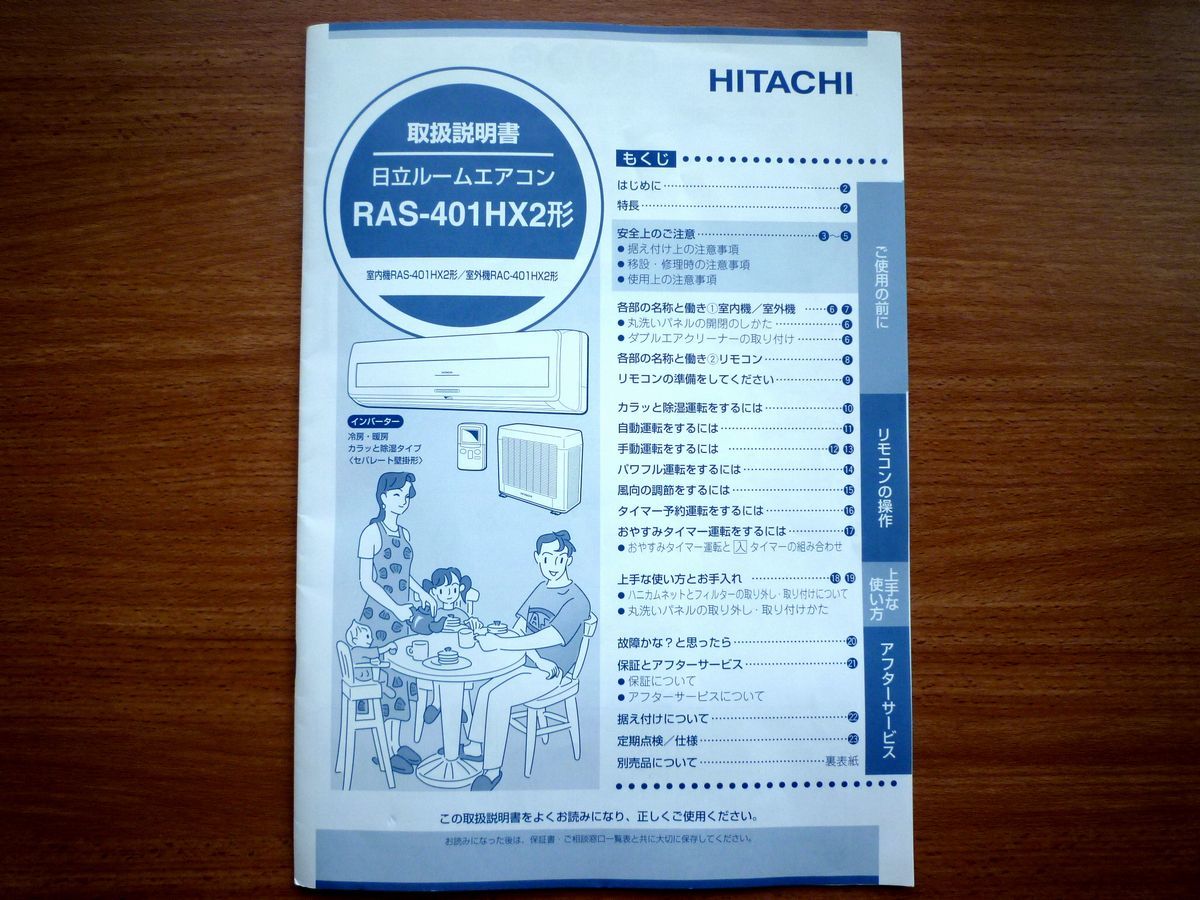 HITACHI
取扱説明書
日立ルームエアコン
RAS-401HX2形
室内機RAS-401HX2形／室外機RAC-401HX2形
インバーター
冷房・暖房
カラッと除湿タイプ
〈セパレート壁掛形〉
もくじ
はじめに 2
特長 2
安全上のご注意 3〜5
●据え付け上の注意事項
●移設・修理時の注意事項
●使用上の注意事項
各部の名称と働き①室内機／室外機 6 7
●丸洗いパネルの開閉のしかた 6
●ダブルエアクリーナーの取り付け 6
各部の名称と働き②リモコン 8
リモコンの準備をしてください 9
カラッと除湿運転をするには 10
自動運転をするには 11
手動運転をするには 12 13
パワフル運転をするには 14
風向の調節をするには 15
タイマー予約運転をするには 16
おやすみタイマー運転をするには 17
●おやすみタイマー運転と入タイマーの組み合わせ
上手な使い方とお手入れ 18 19
●ハニカムネットとフィルターの取り外し・取り付けについて
●丸洗いパネルの取り外し・取り付けかた
故障かな？と思ったら 20
保証とアフターサービス 21
●保証について
●アフターサービスについて
据え付けについて 22
定期点検／仕様 23
別売品について 裏表紙
ご使用の前に
リモコンの操作
上手な
使い方
アフターサービス
この取扱説明書をよくお読みになり、正しくご使用ください。
お読みになった後は、保証書・ご相談窓口一覧表と共に大切に保存してください。